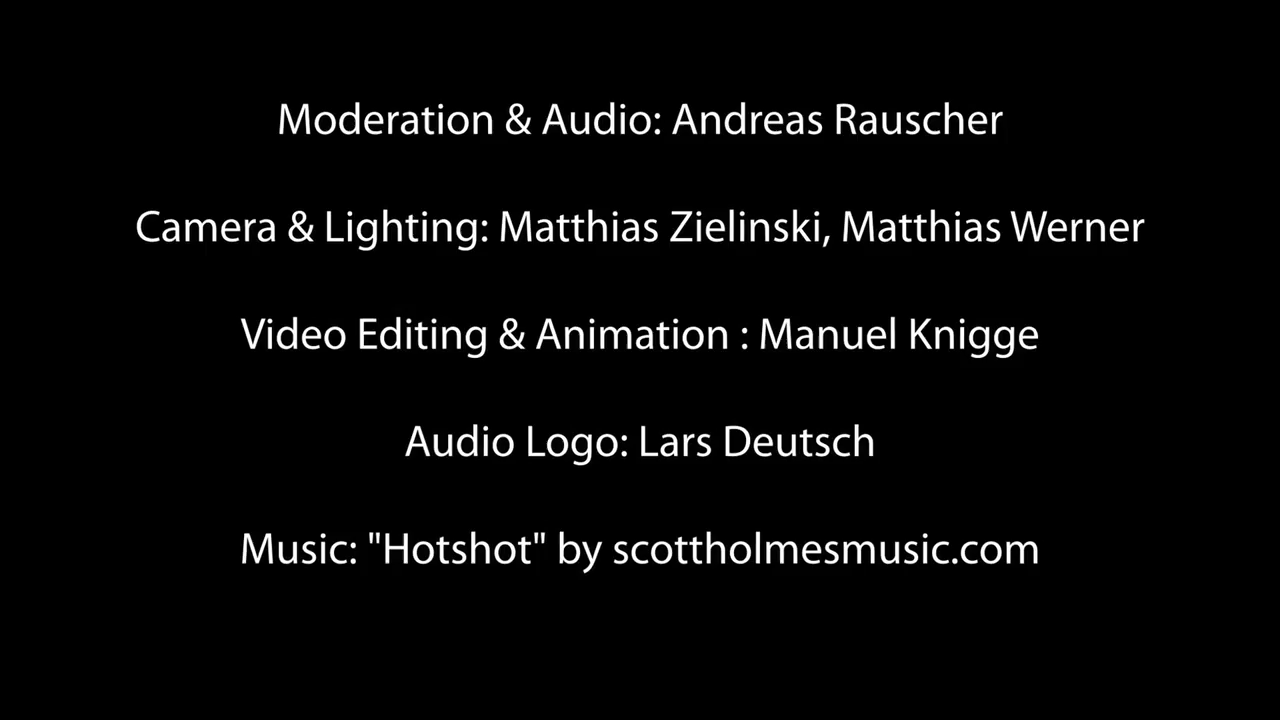 Moderation & Audio: Andreas Rauscher
Camera & Lighting: Matthias Zielinski, Matthias Werner
Video Editing & Animation : Manuel Knigge
Audio Logo: Lars Deutsch
Music: "Hotshot" by scottholmesmusic.com